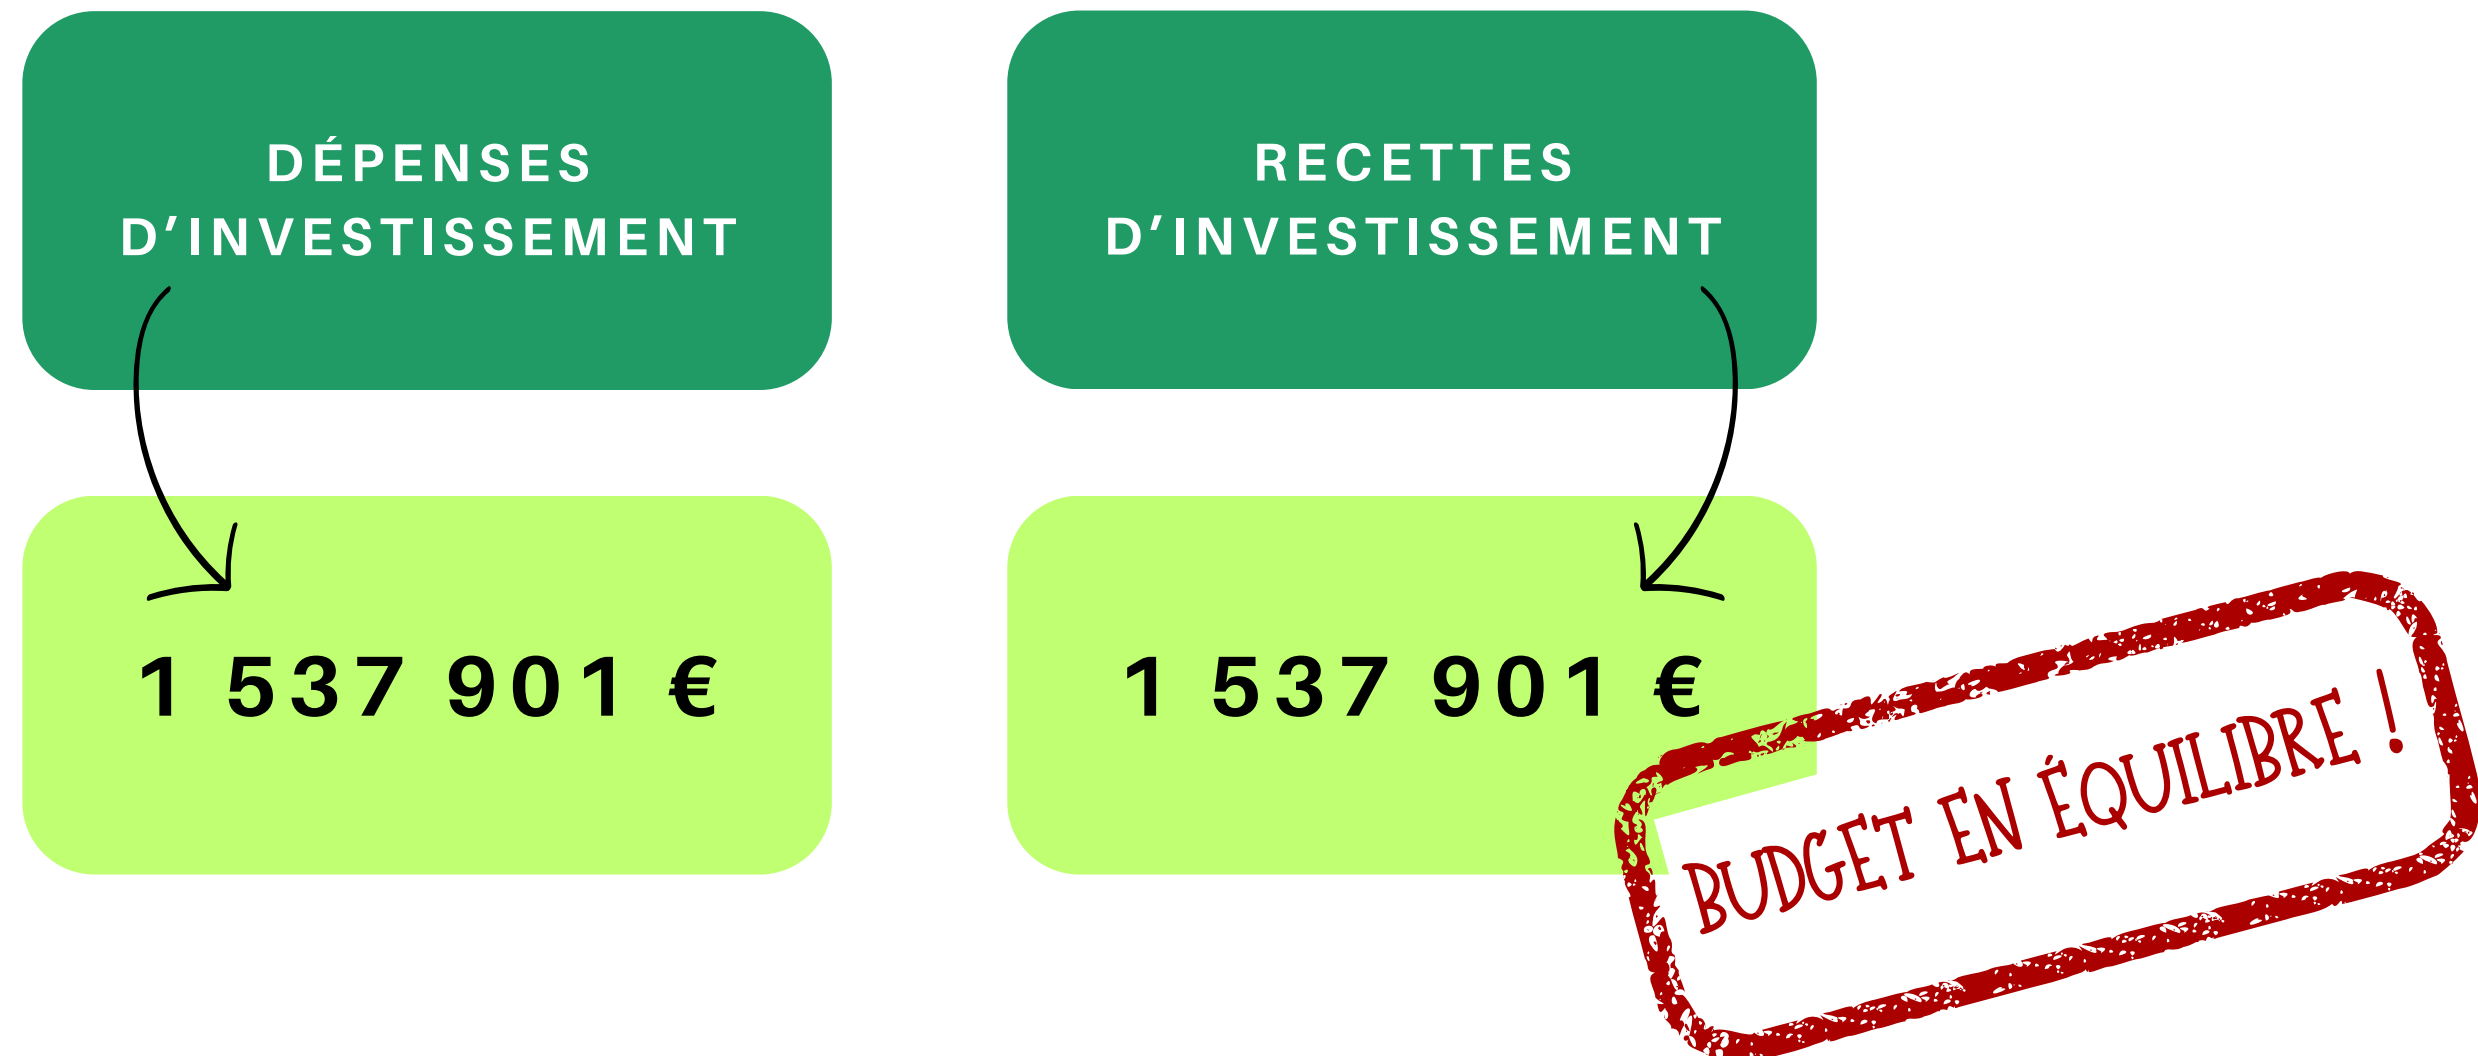 DÉPENSES
D'INVESTISSEMENT
1 537 901 €
RECETTES
D'INVESTISSEMENT
1 537 901 €
BUDGET EN ÉQUILIBRE !